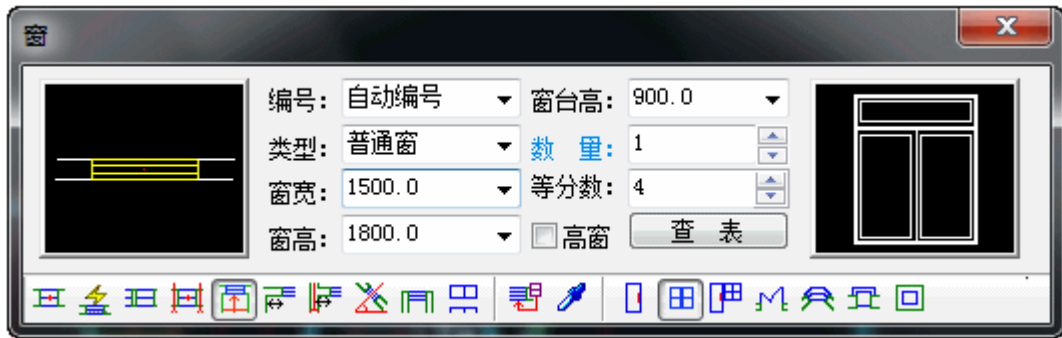 窗
编号： 自动编号 窗台高： 900.0
类型： 普通窗 数 量： 1
窗宽： 1500.0 等分数： 4
窗高： 1800.0 高窗 查 表